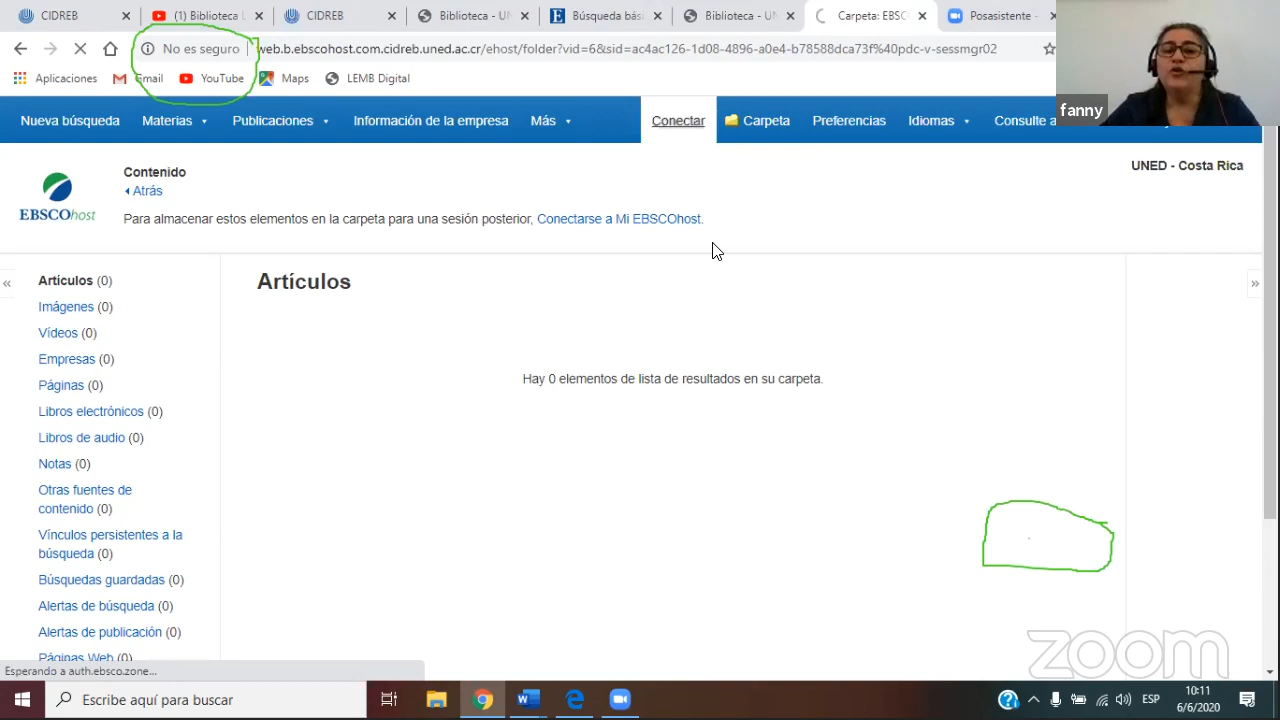 CIDREB
(1) Biblioteca L
CIDREB
Biblioteca - UN
Búsqueda bás
Biblioteca - UN
Carpeta: EBSC
Posasistente -
No es seguro
web.b.ebscohost.com.cidreb.uned.ac.cr/ehost/folder?vid=6&sid=ac4ac126-1d08-4896-a0e4-b78588dca73f%40pdc-v-sessmgr02
Aplicaciones
Gmail
YouTube
Maps
LEMB Digital
fanny
Nueva búsqueda
Materias
Publicaciones
Información de la empresa
Más
Conectar
Carpeta
Preferencias
Idiomas
Consulte a
UNED - Costa Rica
EBSCOhost
Contenido
Atrás
Para almacenar estos elementos en la carpeta para una sesión posterior, Conectarse a Mi EBSCOhost.
Artículos (0)
Imágenes (0)
Vídeos (0)
Empresas (0)
Páginas (0)
Libros electrónicos (0)
Libros de audio (0)
Notas (0)
Otras fuentes de
contenido (0)
Vínculos persistentes a la
búsqueda (0)
Búsquedas guardadas (0)
Alertas de búsqueda (0)
Alertas de publicación (0)
Páginas Web (0)
Artículos
Hay 0 elementos de lista de resultados en su carpeta.
zoom
Esperando a auth.ebsco.zone...
Escribe aquí para buscar
ESP
10:11
6/6/2020